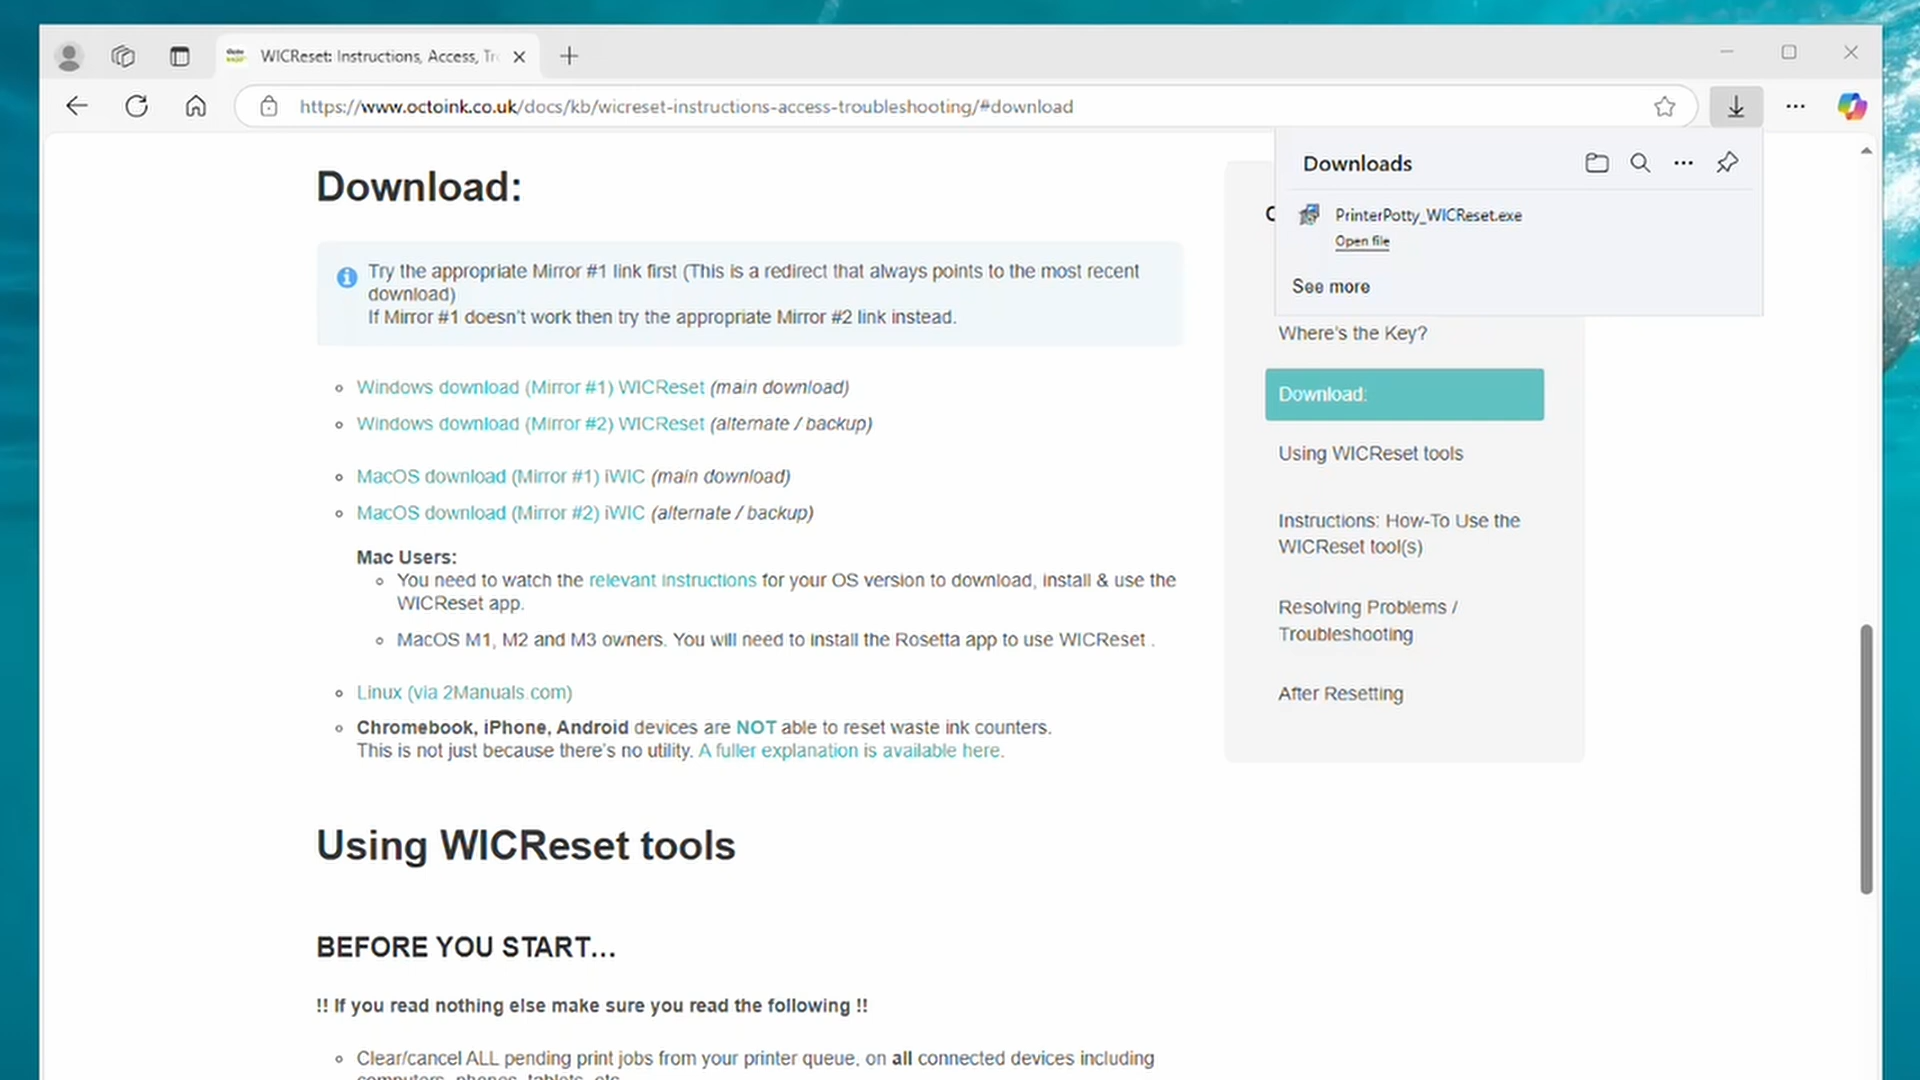 WICReset: Instructions, Access, Tr
https://www.octoink.co.uk/docs/kb/wicreset-instructions-access-troubleshooting/#download
Downloads
PrinterPotty_WICReset.exe
Open file
See more
Download:
Try the appropriate Mirror #1 link first (This is a redirect that always points to the most recent
download)
If Mirror #1 doesn't work then try the appropriate Mirror #2 link instead.
Windows download (Mirror #1) WICReset (main download)
Windows download (Mirror #2) WICReset (alternate / backup)
MacOS download (Mirror #1) iWIC (main download)
MacOS download (Mirror #2) iWIC (alternate / backup)
Mac Users:
You need to watch the relevant instructions for your OS version to download, install & use the
WICReset app.
MacOS M1, M2 and M3 owners. You will need to install the Rosetta app to use WICReset .
Linux (via 2Manuals.com)
Chromebook, iPhone, Android devices are NOT able to reset waste ink counters.
This is not just because there's no utility. A fuller explanation is available here.
Using WICReset tools
BEFORE YOU START...
!! If you read nothing else make sure you read the following !!
Clear/cancel ALL pending print jobs from your printer queue, on all connected devices including
computers, phones, tablets, etc
Where's the Key?
Download:
Using WICReset tools
Instructions: How-To Use the
WICReset tool(s)
Resolving Problems /
Troubleshooting
After Resetting